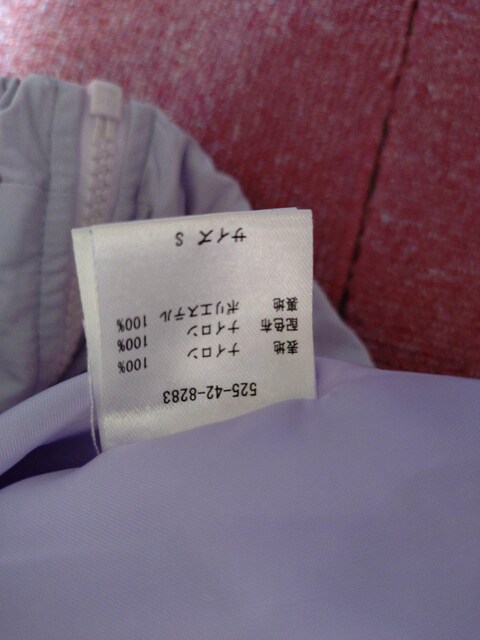 525-42-8283
表地 ナイロン 100%
配色布 ナイロン 100%
裏地 ポリエステル 100%
サイズ S